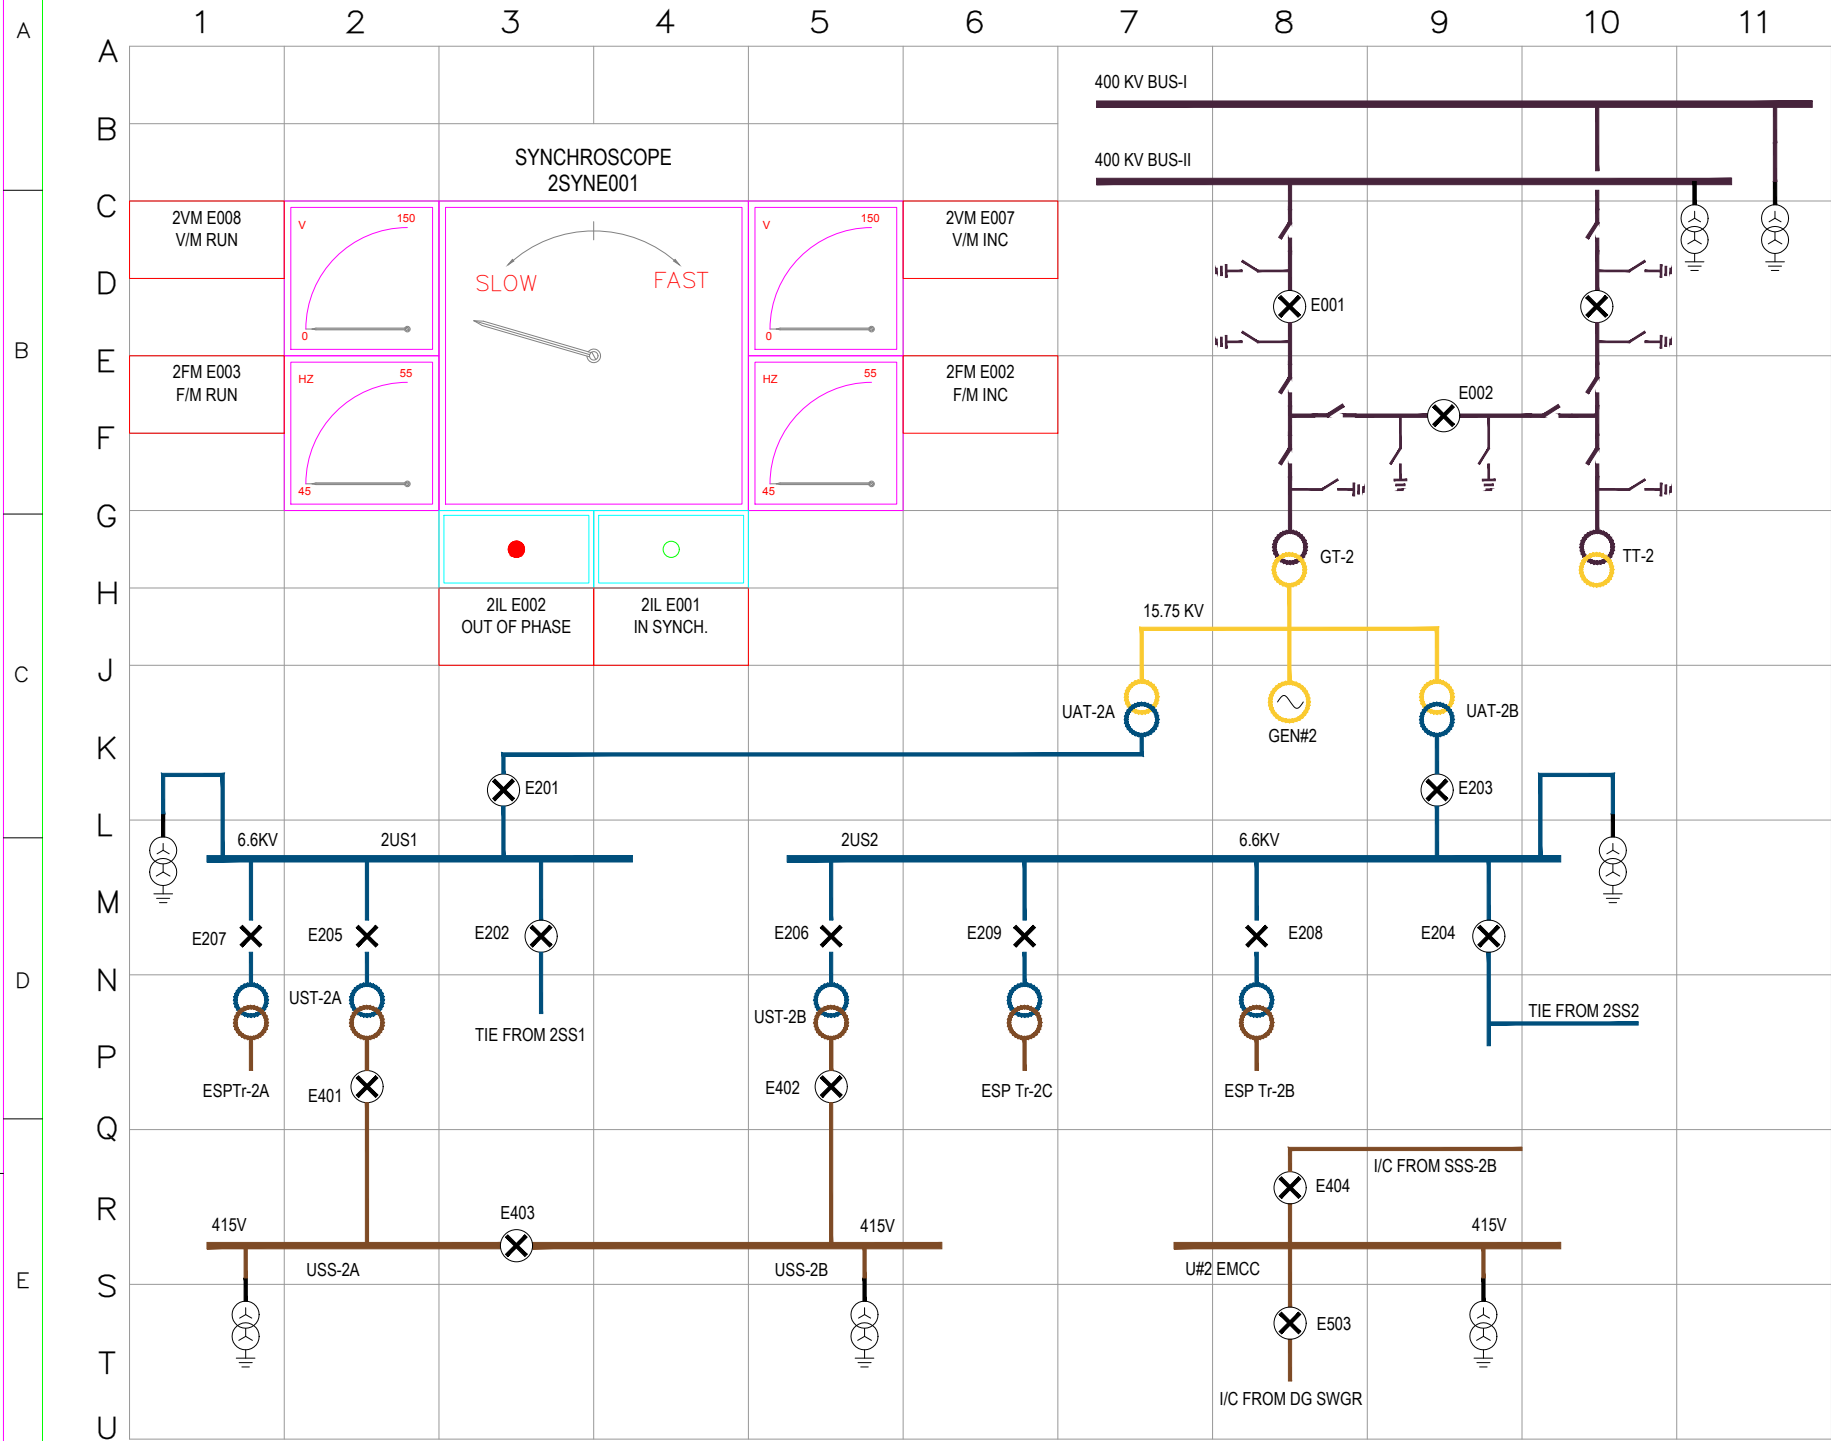 1 2 3 4 5 6 7 8 9 10 11
A
A
400 KV BUS-I
B
SYNCHROSCOPE
2SYNE001
400 KV BUS-II
C
2VM E008
V/M RUN
V 150
0
SLOW FAST
V 150
0
2VM E007
V/M INC
D
E001
B
E
2FM E003
F/M RUN
HZ 55
45
HZ 55
45
2FM E002
F/M INC
E002
F
G
GT-2
TT-2
H
2IL E002
OUT OF PHASE
2IL E001
IN SYNCH.
15.75 KV
C
J
UAT-2A
GEN#2
UAT-2B
K
E201
E203
L
6.6KV
2US1
2US2
6.6KV
M
E207
E205
E202
E206
E209
E208
E204
D
N
UST-2A
TIE FROM 2SS1
UST-2B
TIE FROM 2SS2
P
ESPTr-2A
E401
E402
ESP Tr-2C
ESP Tr-2B
Q
I/C FROM SSS-2B
E404
R
415V
E403
415V
415V
USS-2A
USS-2B
U#2 EMCC
E
S
E503
T
I/C FROM DG SWGR
U